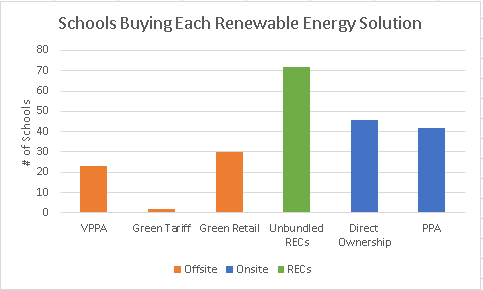 Schools Buying Each Renewable Energy Solution
80
70
60
50
40
30
20
10
0
# of Schools
VPPA
Green Tariff
Green Retail
Unbundled
RECs
Direct
Ownership
PPA
Offsite
Onsite
RECs